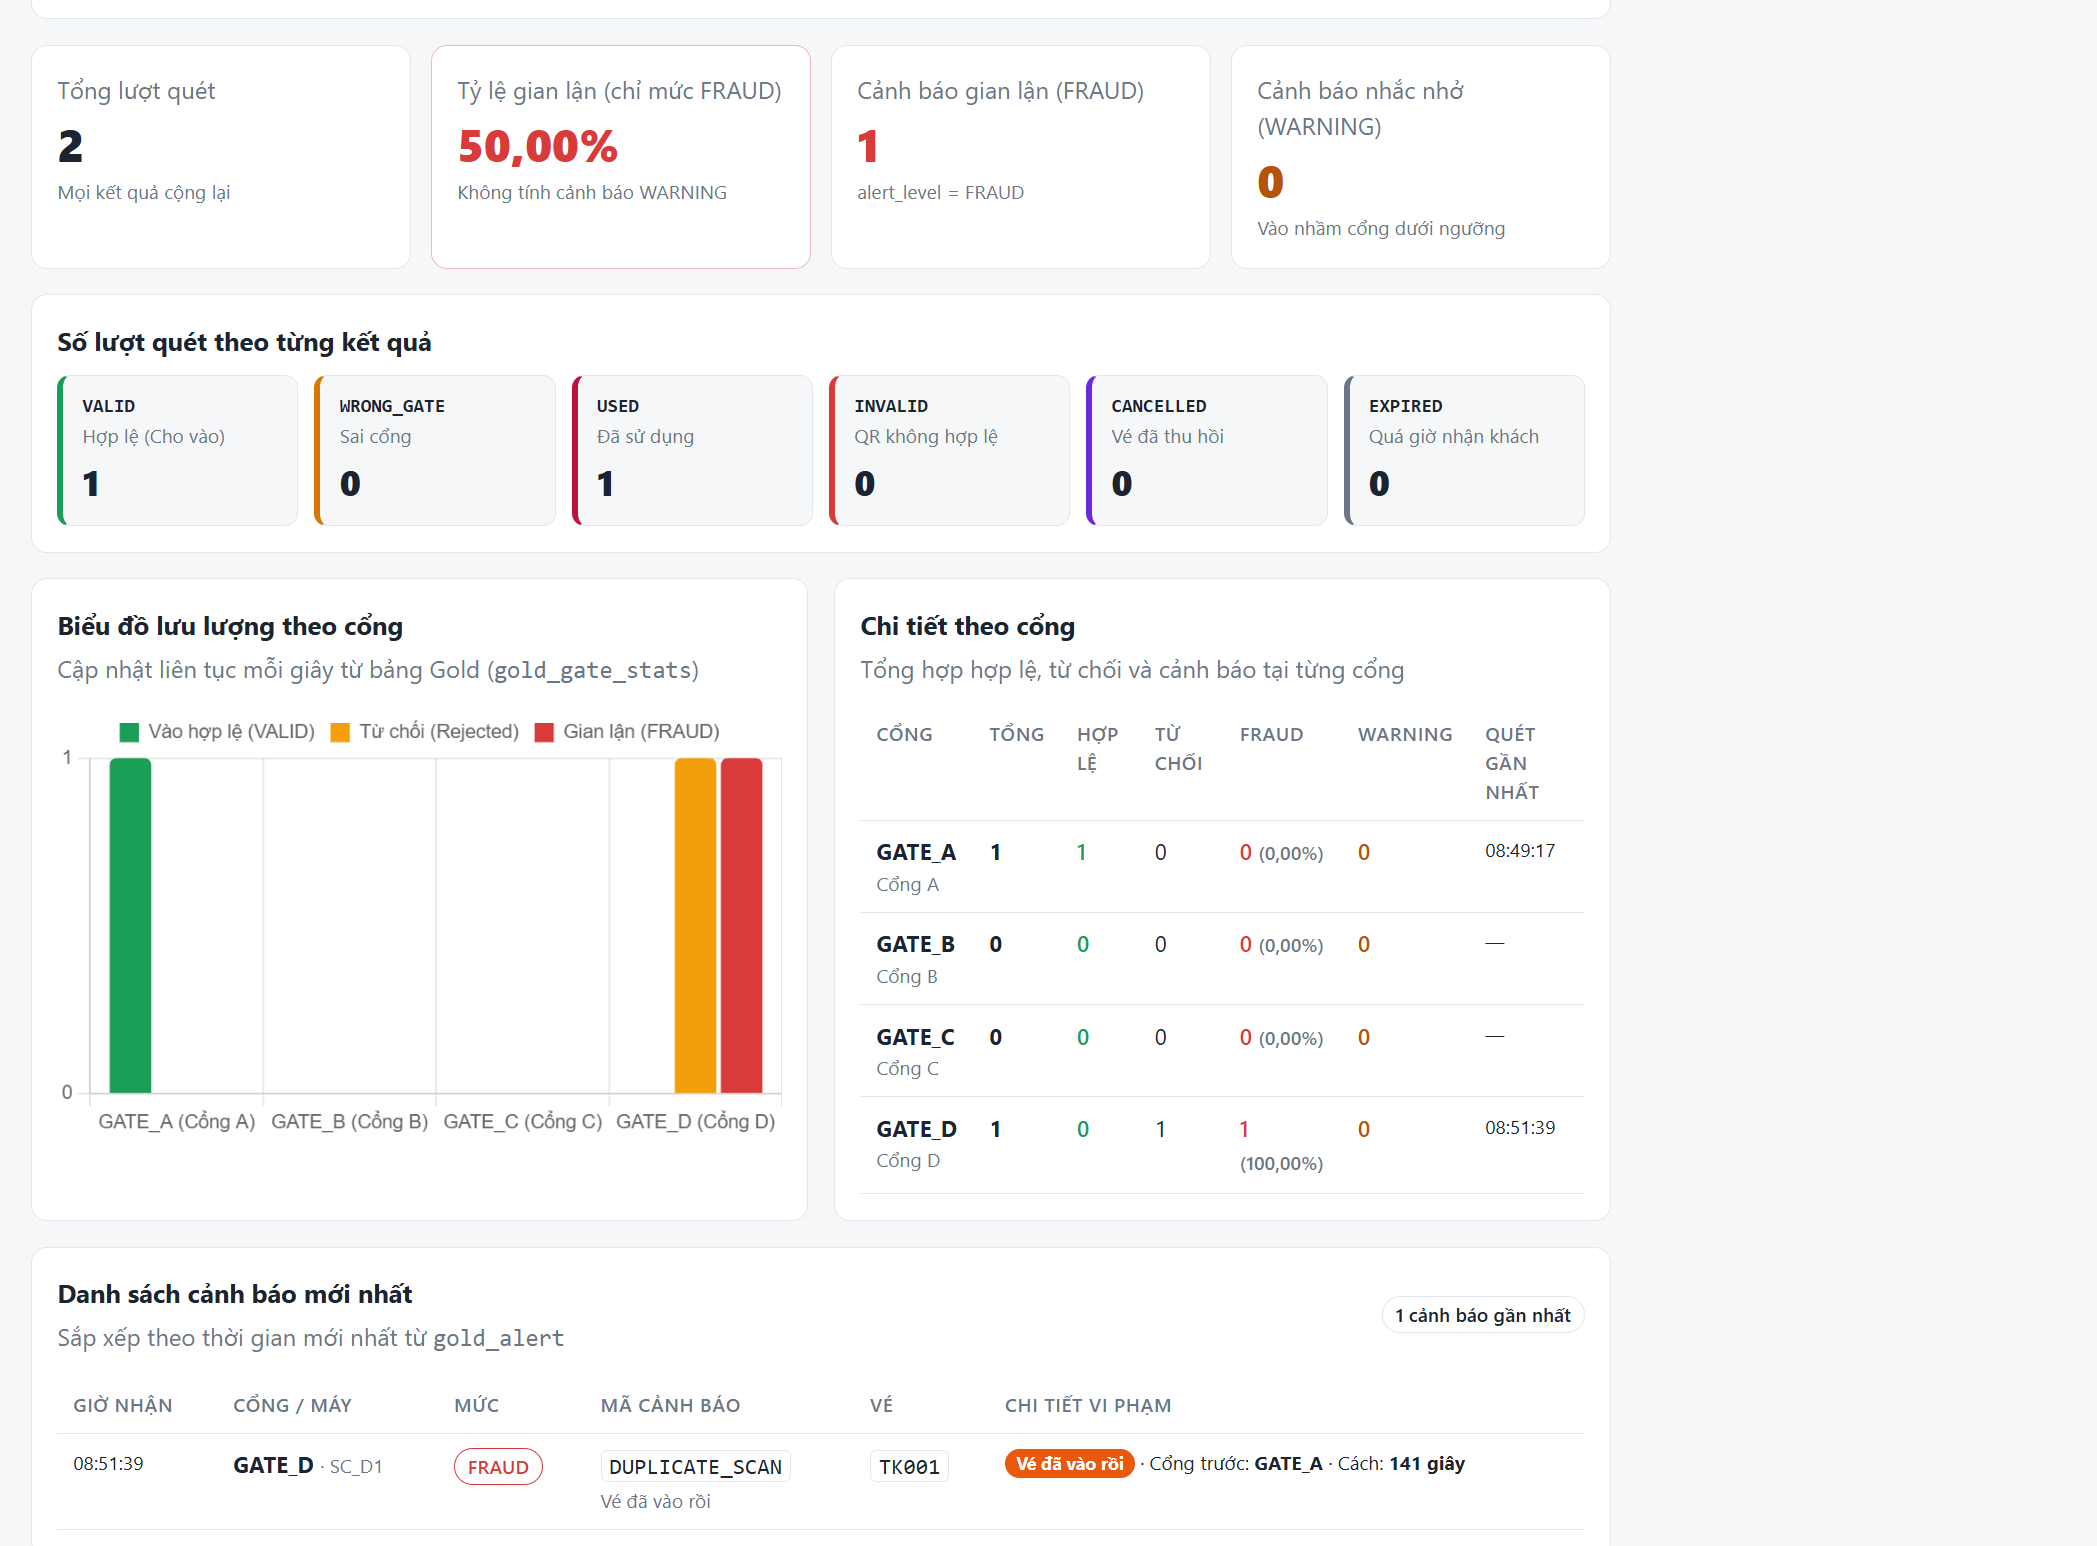 Tổng lượt quét
2
Mọi kết quả cộng lại
Tỷ lệ gian lận (chỉ mức FRAUD)
50,00%
Không tính cảnh báo WARNING
Cảnh báo gian lận (FRAUD)
1
alert_level = FRAUD
Cảnh báo nhắc nhở
(WARNING)
0
Vào nhầm cổng dưới ngưỡng
Số lượt quét theo từng kết quả
VALID
Hợp lệ (Cho vào)
1
WRONG_GATE
Sai cổng
0
USED
Đã sử dụng
1
INVALID
QR không hợp lệ
0
CANCELLED
Vé đã thu hồi
0
EXPIRED
Quá giờ nhận khách
0
Biểu đồ lưu lượng theo cổng
Cập nhật liên tục mỗi giây từ bảng Gold (gold_gate_stats)
Vào hợp lệ (VALID) Từ chối (Rejected) Gian lận (FRAUD)
1
0
GATE_A (Cổng A) GATE_B (Cổng B) GATE_C (Cổng C) GATE_D (Cổng D)
Chi tiết theo cổng
Tổng hợp hợp lệ, từ chối và cảnh báo tại từng cổng
CỔNG TỔNG HỢP LỆ TỪ CHỐI FRAUD WARNING QUÉT GẦN NHẤT
GATE_A 1 1 0 0 (0,00%) 0 08:49:17
Cổng A
GATE_B 0 0 0 0 (0,00%) 0 —
Cổng B
GATE_C 0 0 0 0 (0,00%) 0 —
Cổng C
GATE_D 1 0 1 1 0 08:51:39
Cổng D (100,00%)
Danh sách cảnh báo mới nhất
Sắp xếp theo thời gian mới nhất từ gold_alert
1 cảnh báo gần nhất
GIỜ NHẬN CỔNG / MÁY MỨC MÃ CẢNH BÁO VÉ CHI TIẾT VI PHẠM
08:51:39 GATE_D · SC_D1 FRAUD DUPLICATE_SCAN TK001 Vé đã vào rồi · Cổng trước: GATE_A · Cách: 141 giây
Vé đã vào rồi